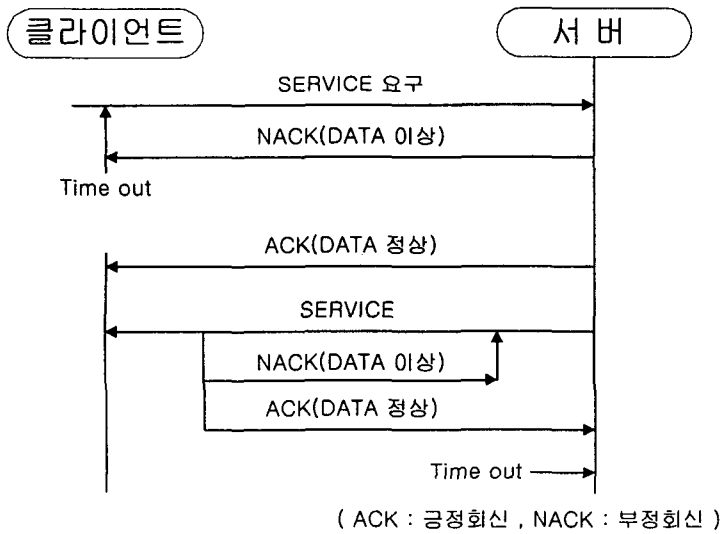 클라이언트
서 버
SERVICE 요구
NACK(DATA 이상)
Time out
ACK(DATA 정상)
SERVICE
NACK(DATA 이상)
ACK(DATA 정상)
Time out
( ACK : 긍정회신 , NACK : 부정회신 )